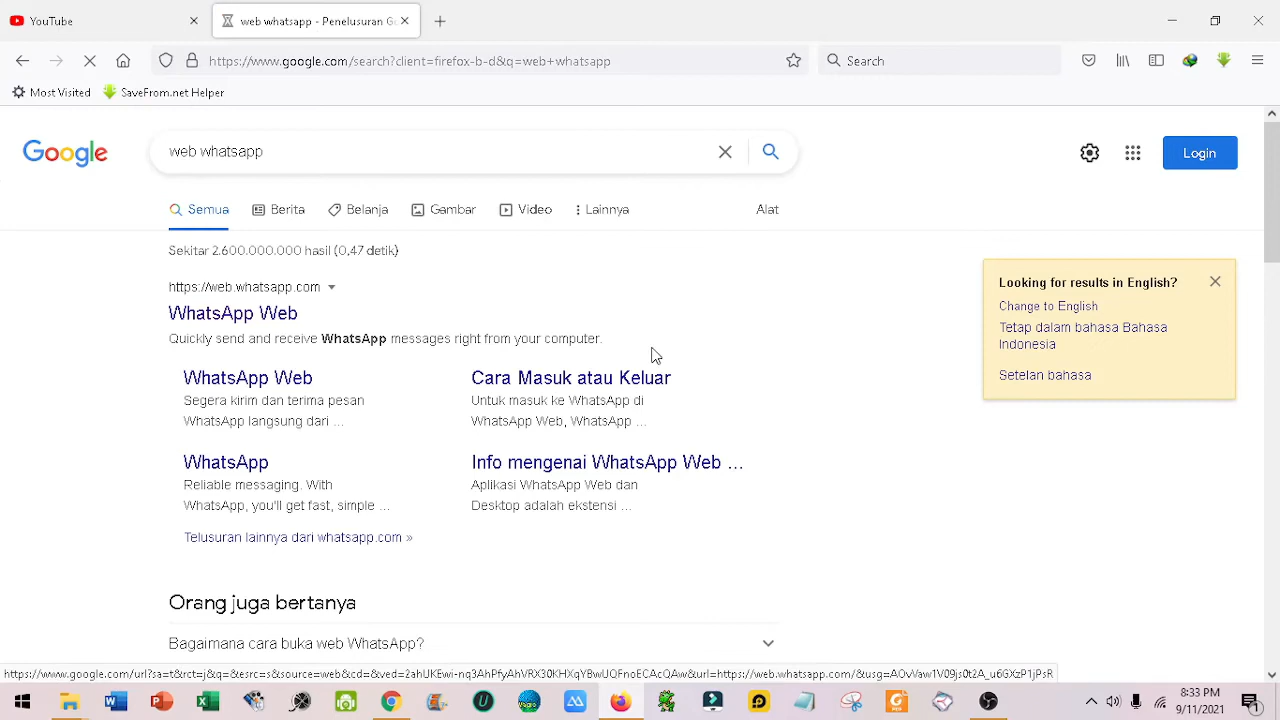 YouTube
web whatsapp - Penelusuran Go
https://www.google.com/search?client=firefox-b-d&q=web+whatsapp
Search
Most Visited
SaveFrom.net Helper
Google
web whatsapp
Login
Semua
Berita
Belanja
Gambar
Video
Lainnya
Alat
Sekitar 2.600.000.000 hasil (0,47 detik)
https://web.whatsapp.com
WhatsApp Web
Quickly send and receive WhatsApp messages right from your computer.
WhatsApp Web
Segera kirim dan terima pesan
WhatsApp langsung dari ...
Cara Masuk atau Keluar
Untuk masuk ke WhatsApp di
WhatsApp Web, WhatsApp ...
WhatsApp
Reliable messaging. With
WhatsApp, you'll get fast, simple ...
Info mengenai WhatsApp Web ...
Aplikasi WhatsApp Web dan
Desktop adalah ekstensi ...
Telusuran lainnya dari whatsapp.com »
Looking for results in English?
Change to English
Tetap dalam bahasa Bahasa
Indonesia
Setelan bahasa
Orang juga bertanya
Bagaimana cara buka web WhatsApp?
8:33 PM
9/11/2021